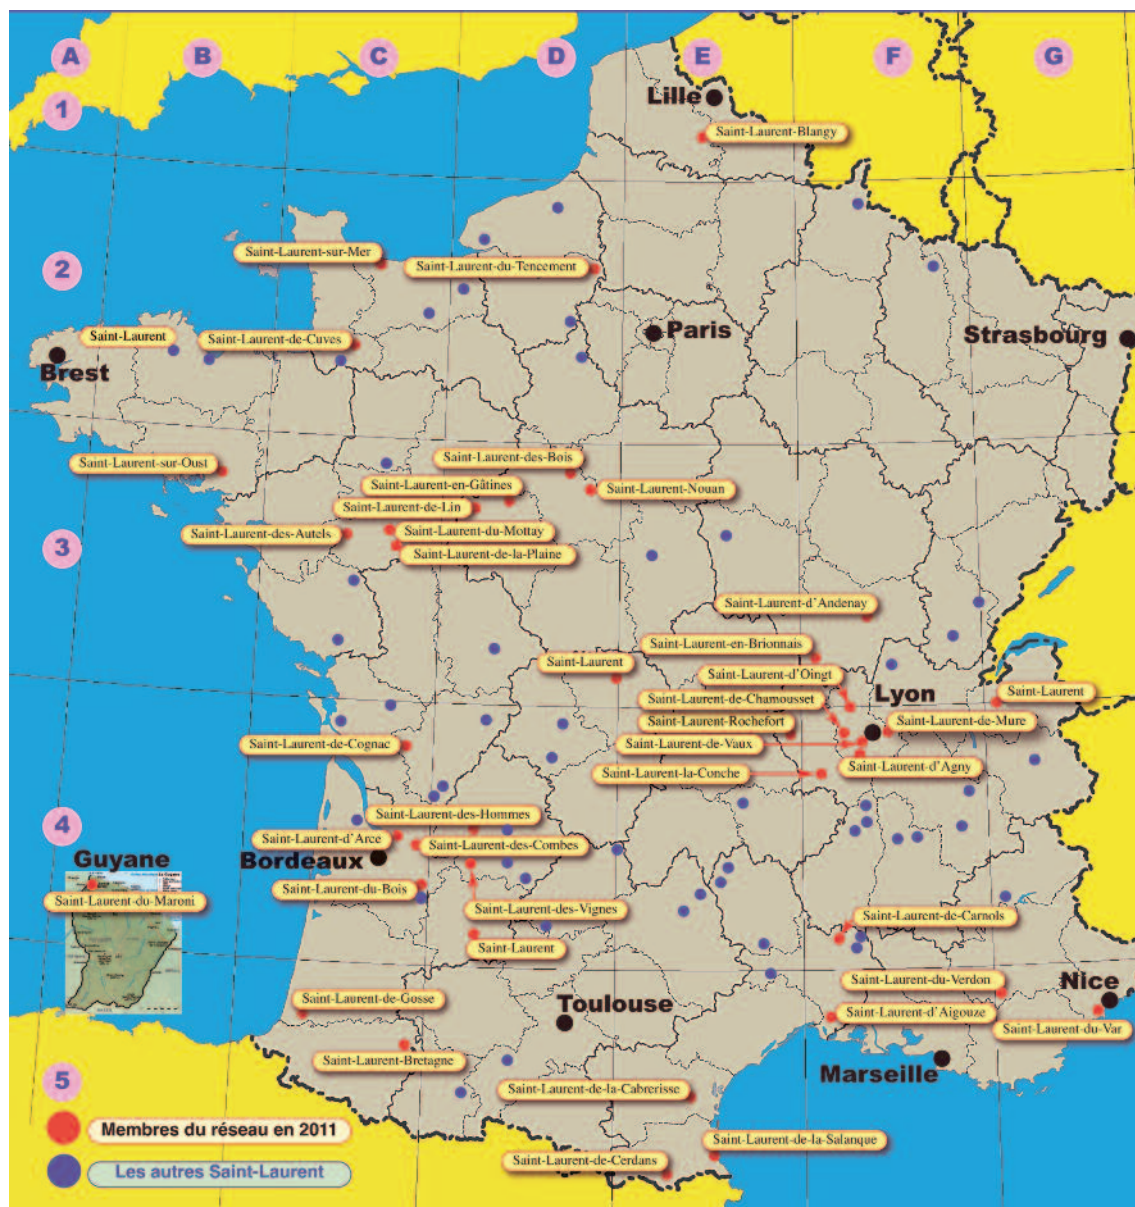 A
B
C
D
E
F
G
1
Lille
Saint-Laurent-Blangy
2
Saint-Laurent-sur-Mer
Saint-Laurent-du-Tencement
Saint-Laurent
Saint-Laurent-de-Cuves
Paris
Strasbourg
Brest
Saint-Laurent-sur-Oust
Saint-Laurent-des-Bois
Saint-Laurent-en-Gâtines
Saint-Laurent-Nouan
Saint-Laurent-de-Lin
Saint-Laurent-des-Autels
Saint-Laurent-du-Mottay
3
Saint-Laurent-de-la-Plaine
Saint-Laurent-d'Andenay
Saint-Laurent-en-Brionnais
Saint-Laurent
Saint-Laurent-d'Oingt
Lyon
Saint-Laurent
Saint-Laurent-de-Chamousset
Saint-Laurent-Rochefort
Saint-Laurent-de-Mure
Saint-Laurent-de-Cognac
Saint-Laurent-de-Vaux
Saint-Laurent-d'Agny
Saint-Laurent-la-Conche
4
Saint-Laurent-des-Hommes
Saint-Laurent-d'Arce
Saint-Laurent-des-Combes
Guyane
Bordeaux
Saint-Laurent-du-Maroni
Saint-Laurent-du-Bois
Saint-Laurent-des-Vignes
Saint-Laurent-de-Carnols
Saint-Laurent
Saint-Laurent-du-Verdon
Nice
Saint-Laurent-de-Gosse
Toulouse
Saint-Laurent-d'Aigouze
Saint-Laurent-du-Var
Saint-Laurent-Bretagne
Marseille
5
Saint-Laurent-de-la-Cabrerisse
Membres du réseau en 2011
Saint-Laurent-de-la-Salanque
Saint-Laurent-de-Cerdans
Les autres Saint-Laurent